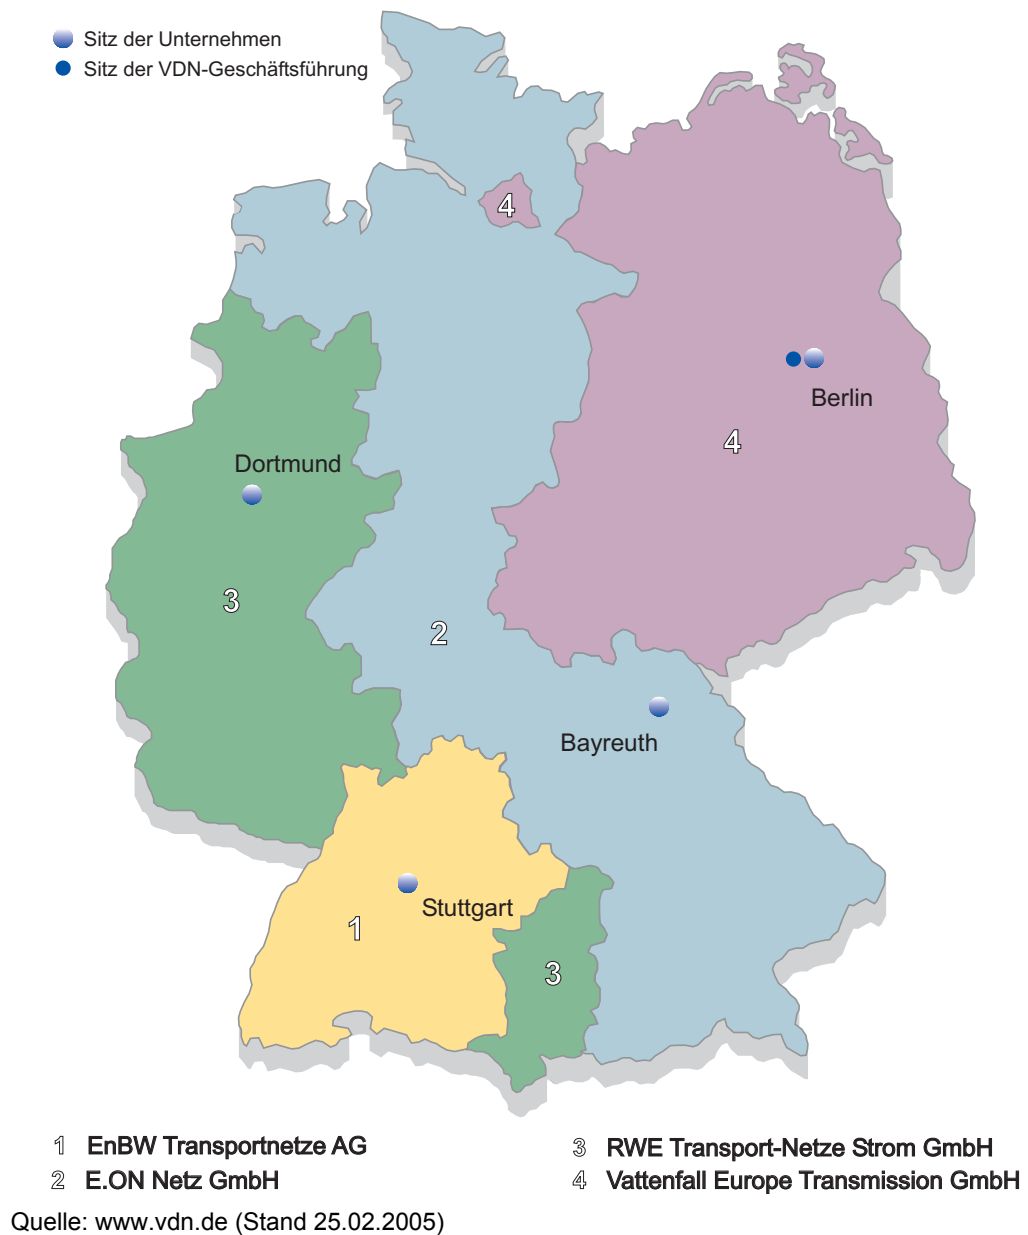 Sitz der Unternehmen
Sitz der VDN-Geschäftsführung
4
Berlin
4
Dortmund
3
2
Bayreuth
Stuttgart
1
3
1 EnBW Transportnetze AG
2 E.ON Netz GmbH
3 RWE Transport-Netze Strom GmbH
4 Vattenfall Europe Transmission GmbH
Quelle: www.vdn.de (Stand 25.02.2005)